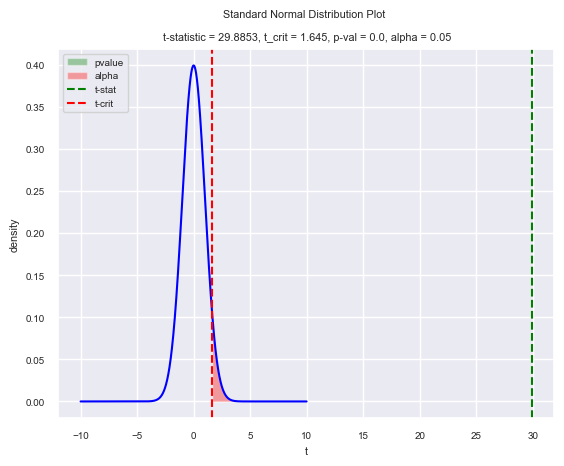 Standard Normal Distribution Plot
t-statistic = 29.8853, t_crit = 1.645, p-val = 0.0, alpha = 0.05
pvalue
alpha
t-stat
t-crit
0.40
0.35
0.30
0.25
0.20
0.15
0.10
0.05
0.00
density
−10 −5 0 5 10 15 20 25 30
t